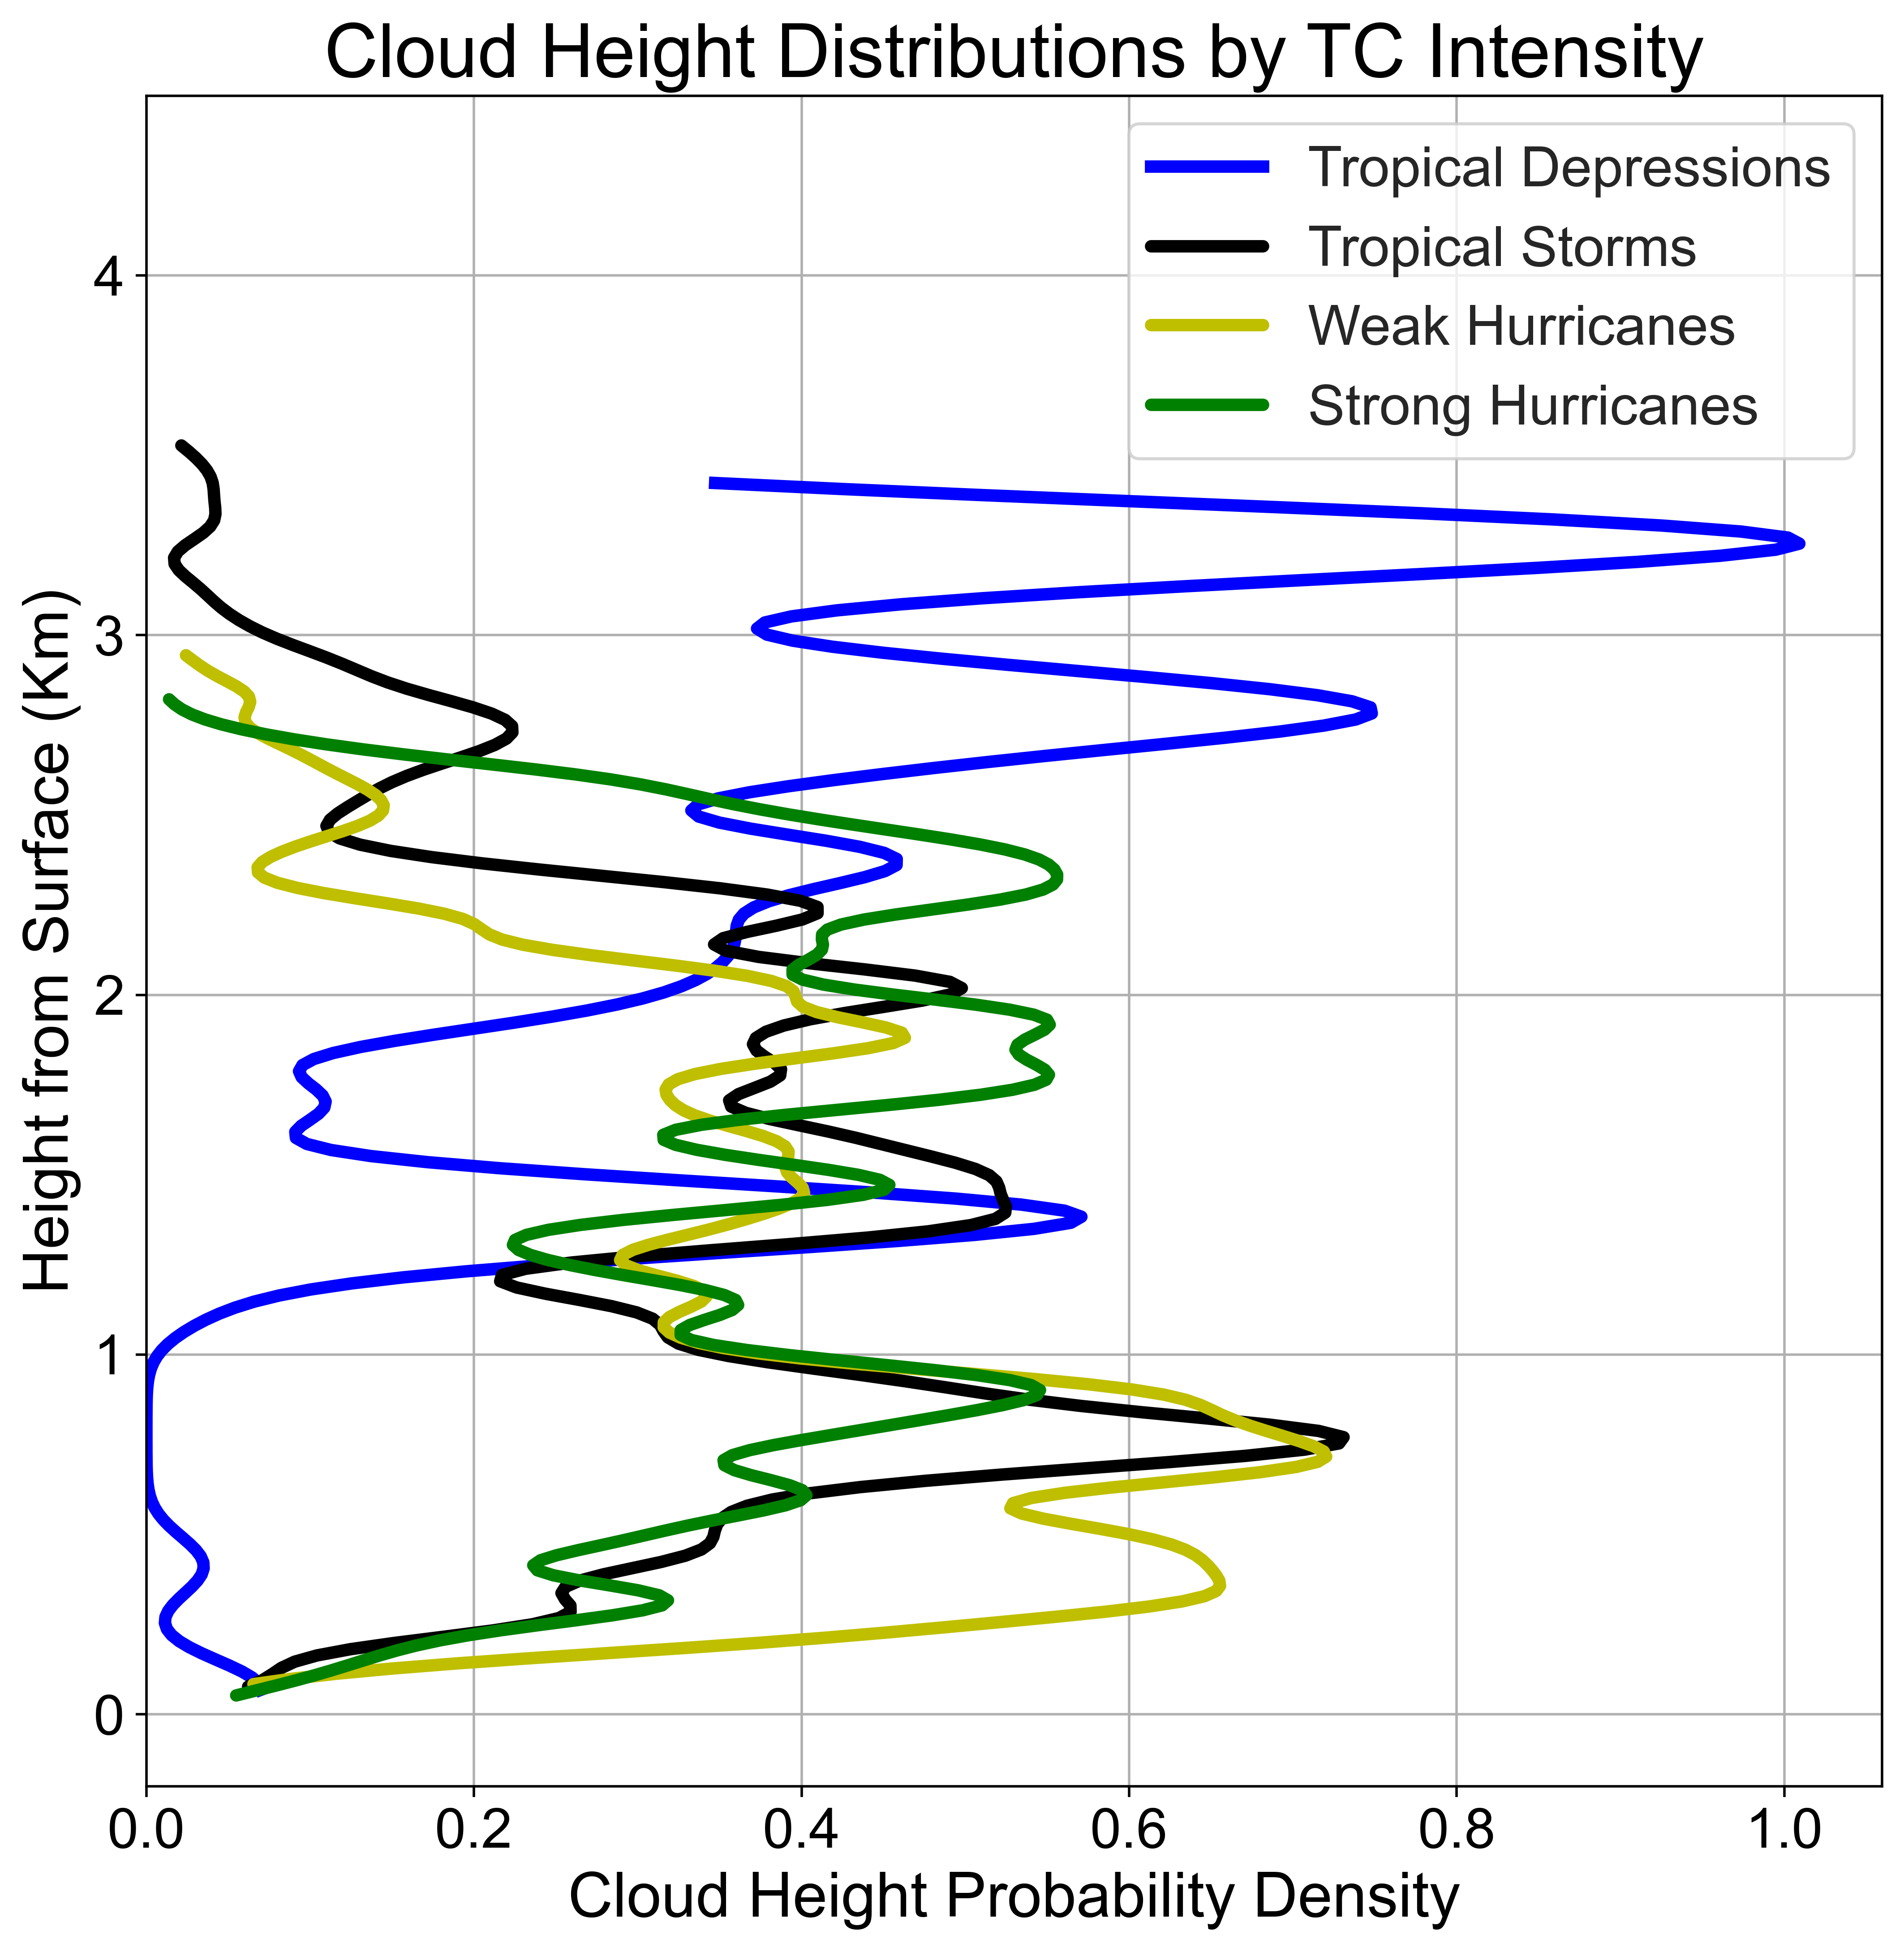 Cloud Height Distributions by TC Intensity
Tropical Depressions
Tropical Storms
Weak Hurricanes
Strong Hurricanes
Height from Surface (Km)
4
3
2
1
0
0.0 0.2 0.4 0.6 0.8 1.0
Cloud Height Probability Density